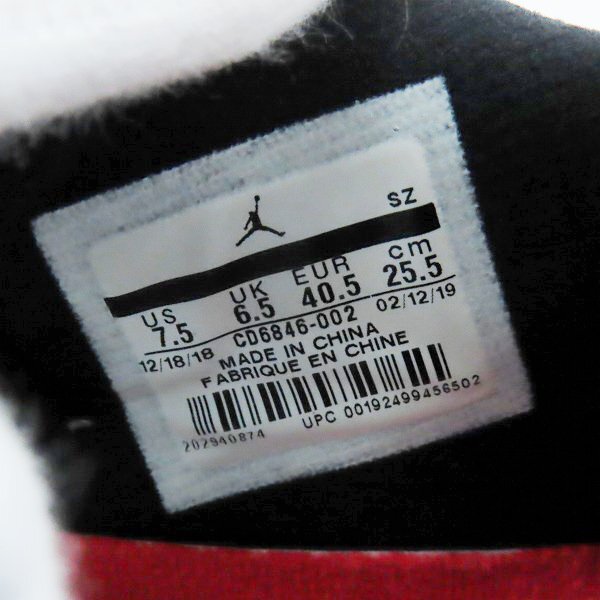 SZ
US UK EUR cm
7.5 6.5 40.5 25.5
12/18/18 CD6846-002 02/12/19
MADE IN CHINA
FABRIQUE EN CHINE
202940874 UPC 00192499456502